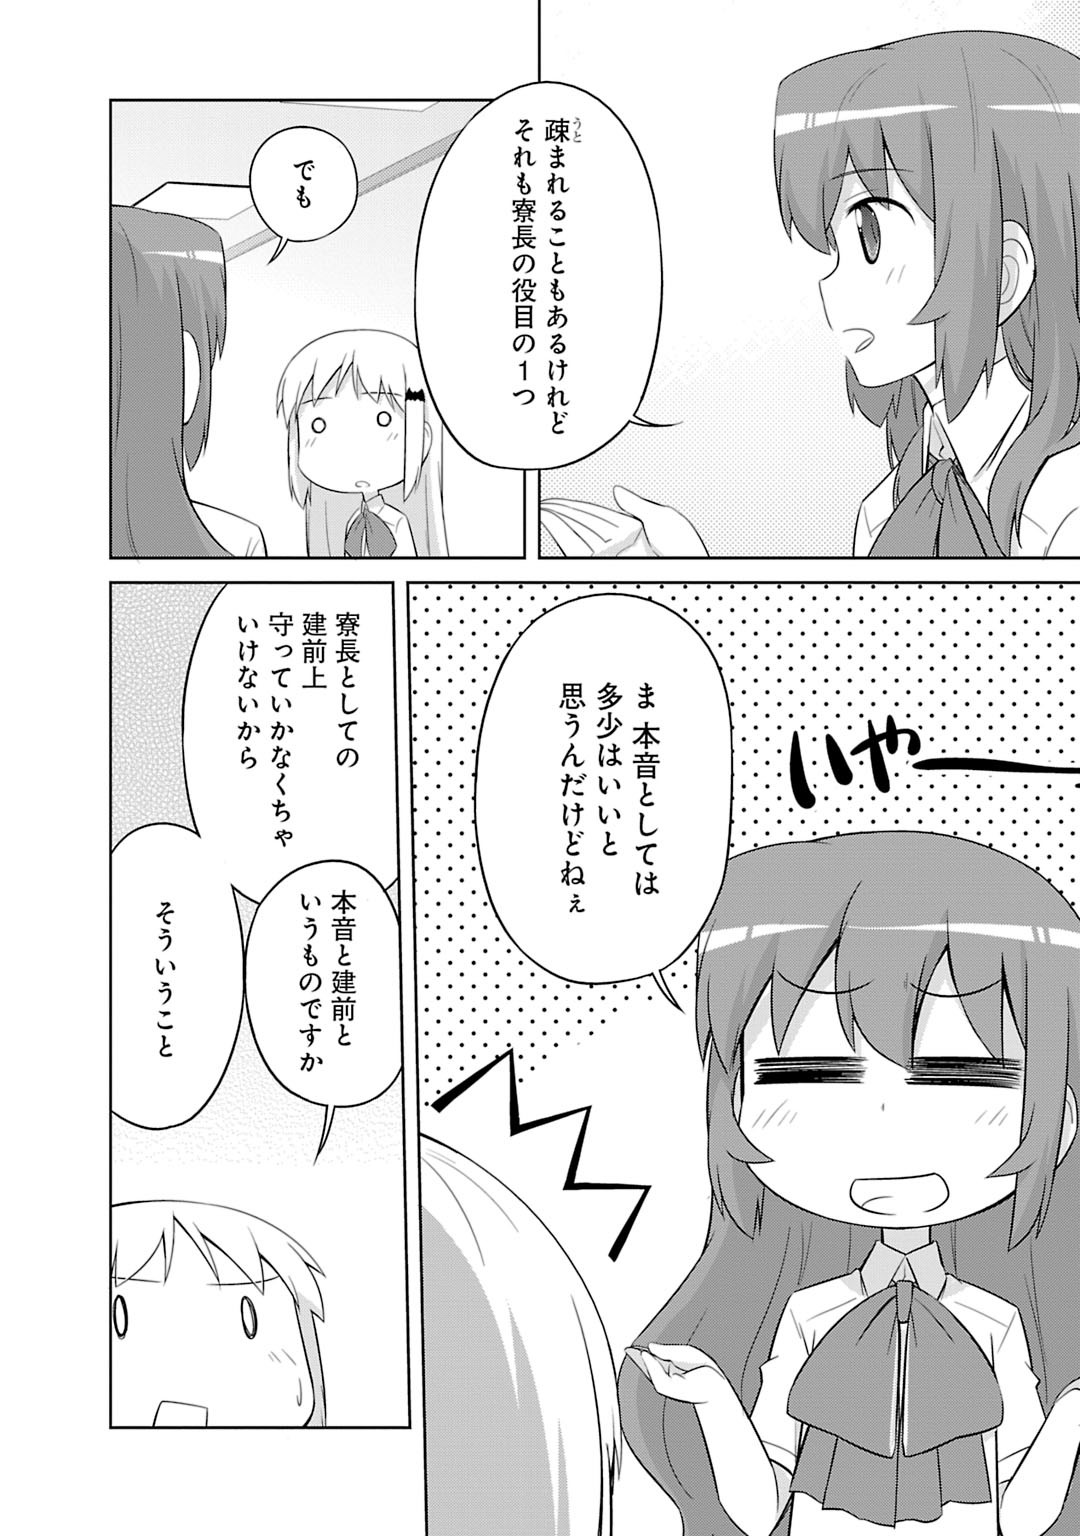 疎まれることもあるけれど
うと
それも寮長の役目の1つ
でも
いやー
ま 本音としては
多少はいいと
思うんだけどねぇ
寮長としての
建前上
守っていかなくちゃ
いけないから
本音と建前と
いうものですか
そういうこと